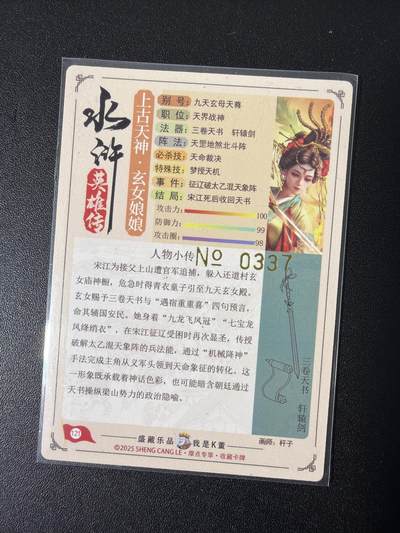 水浒
英雄传
上古天神·玄女娘娘
别号：九天玄母天尊
职位：天界战神
法器：三卷天书 轩辕剑
阵法：天罡地煞北斗阵
必杀技：天命裁决
特殊技：梦授天机
事件：征辽破太乙混天象阵
结局：宋江死后收回天书
攻击力： 100
防御力： 99
攻击圈： 98
人物小传
№ 0337
宋江为接父上山遭官军追捕，躲入还道村玄
女庙神橱，危急时得青衣童子引至九天玄女殿。
玄女赐予三卷天书与“遇宿重重喜”四句预言，
命其辅国安民。她身着“九龙飞凤冠”“七宝龙
凤绛绡衣”，在宋江征辽受困时再次显圣，传授
破解太乙混天象阵的兵法能，通过“机械降神”
手法完成主角从义军头领到天命象征的转化。这
一形象既承载着神话色彩，也可能暗含朝廷通过
天书操纵梁山势力的政治隐喻。
三卷天书 轩辕剑
121
盛藏乐品 我是K董
画师：杆子
©2025 SHENG CANG LE·摩点专享·收藏卡牌